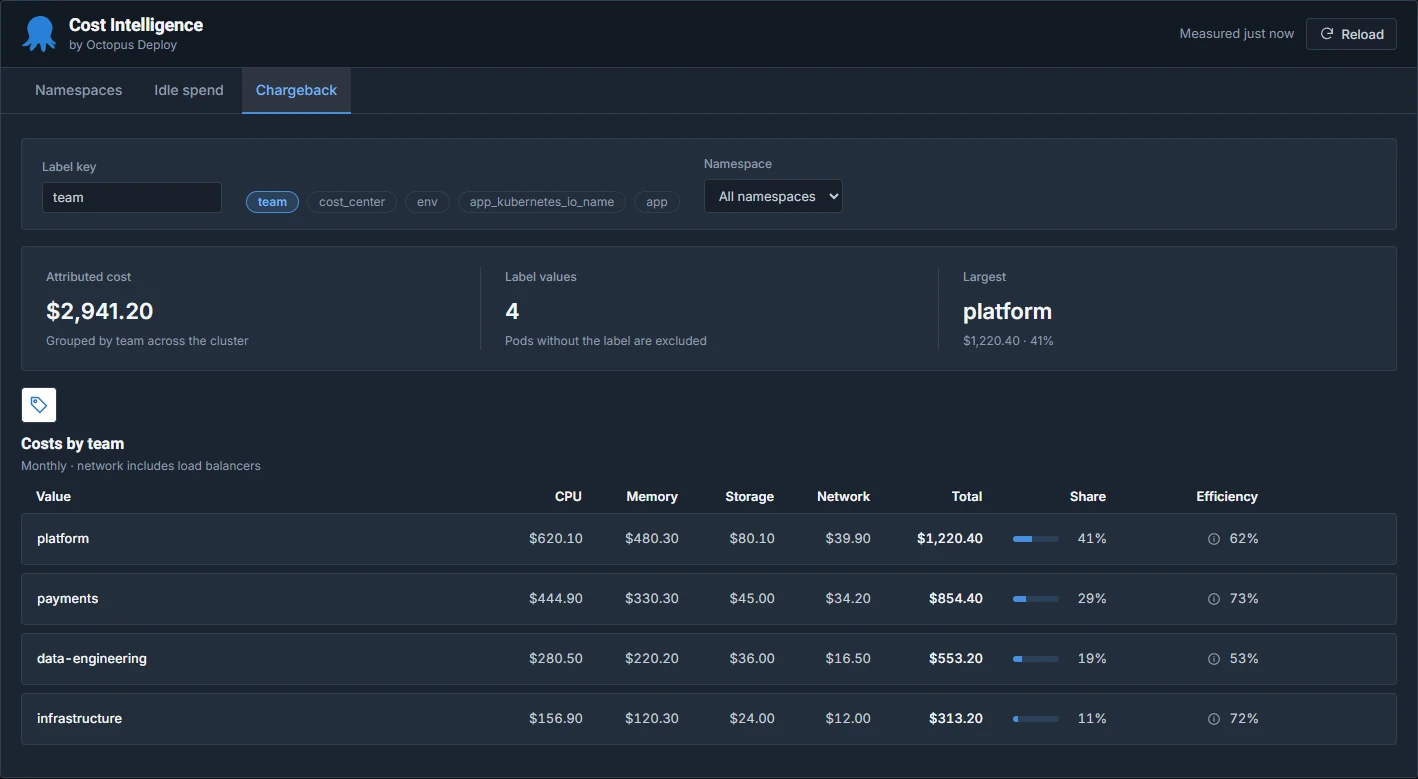 Cost Intelligence
by Octopus Deploy
Measured just now
Reload
Namespaces Idle spend Chargeback
Label key
team
team cost_center env app_kubernetes_io_name app
Namespace
All namespaces
Attributed cost
$2,941.20
Grouped by team across the cluster
Label values
4
Pods without the label are excluded
Largest
platform
$1,220.40 · 41%
Costs by team
Monthly · network includes load balancers
Value CPU Memory Storage Network Total Share Efficiency
platform $620.10 $480.30 $80.10 $39.90 $1,220.40 41% 62%
payments $444.90 $330.30 $45.00 $34.20 $854.40 29% 73%
data-engineering $280.50 $220.20 $36.00 $16.50 $553.20 19% 53%
infrastructure $156.90 $120.30 $24.00 $12.00 $313.20 11% 72%